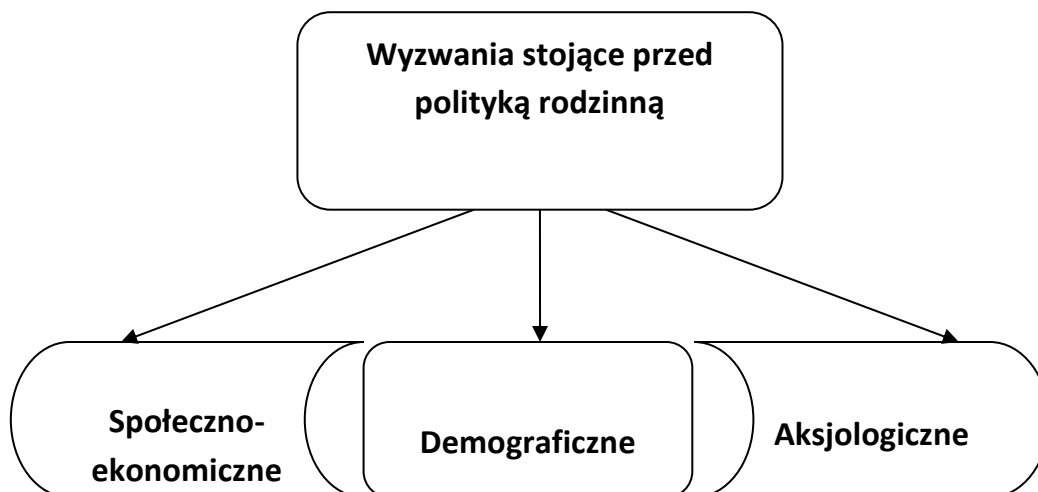 Wyzwania stojące przed
polityką rodzinną
Społeczno-
ekonomiczne
Demograficzne
Aksjologiczne